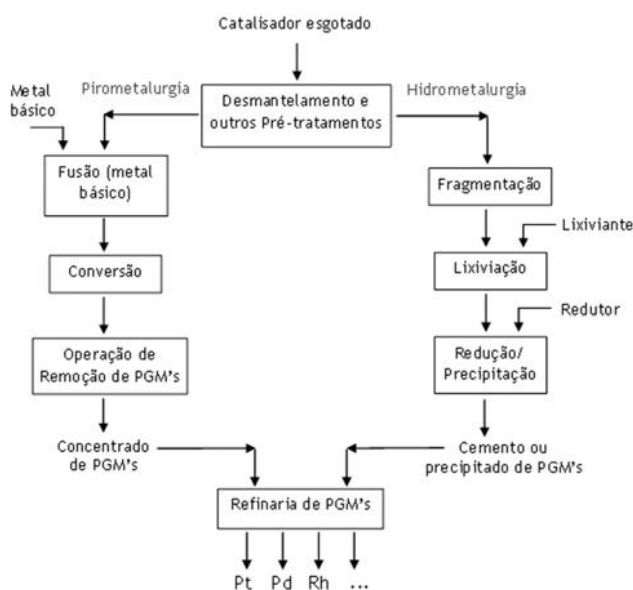 Catalisador esgotado
Metal
básico
Pirometalurgia
Desmantelamento e
outros Pré-tratamentos
Hidrometalurgia
Fusão (metal
básico)
Fragmentação
Lixiviante
Conversão
Lixiviação
Redutor
Operação de
Remoção de PGM's
Redução/
Precipitação
Concentrado
de PGM's
Cemento ou
precipitado de PGM's
Refinaria de PGM's
Pt Pd Rh ...